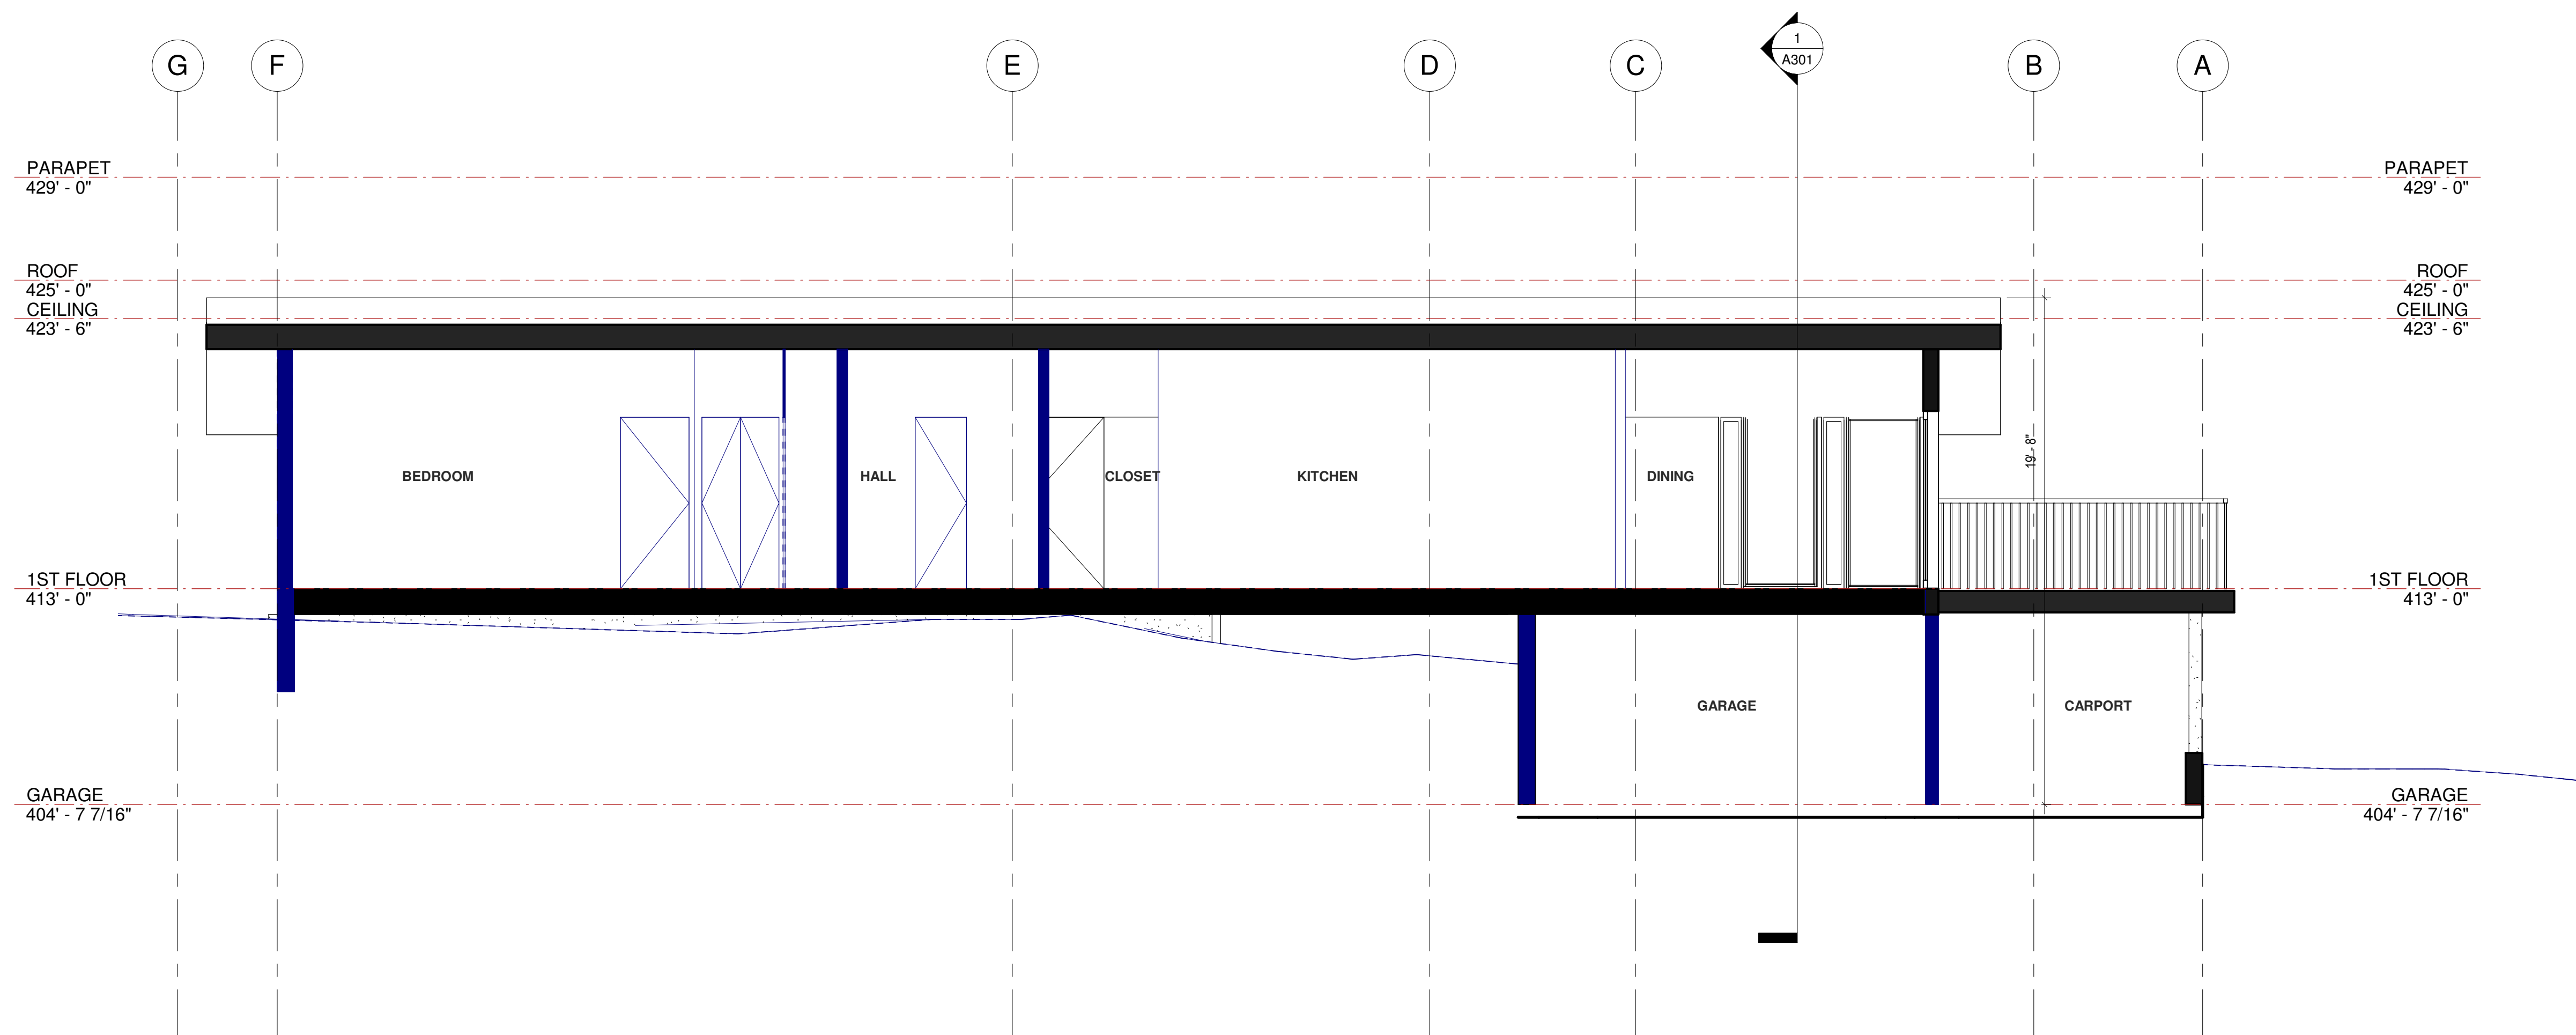 G F E D C 1 B A
A301
PARAPET PARAPET
429' - 0" 429' - 0"
ROOF ROOF
425' - 0" 425' - 0"
CEILING CEILING
423' - 6" 423' - 6"
19' - 8"
BEDROOM HALL CLOSET KITCHEN DINING
1ST FLOOR 1ST FLOOR
413' - 0" 413' - 0"
GARAGE CARPORT
GARAGE GARAGE
404' - 7 7/16" 404' - 7 7/16"